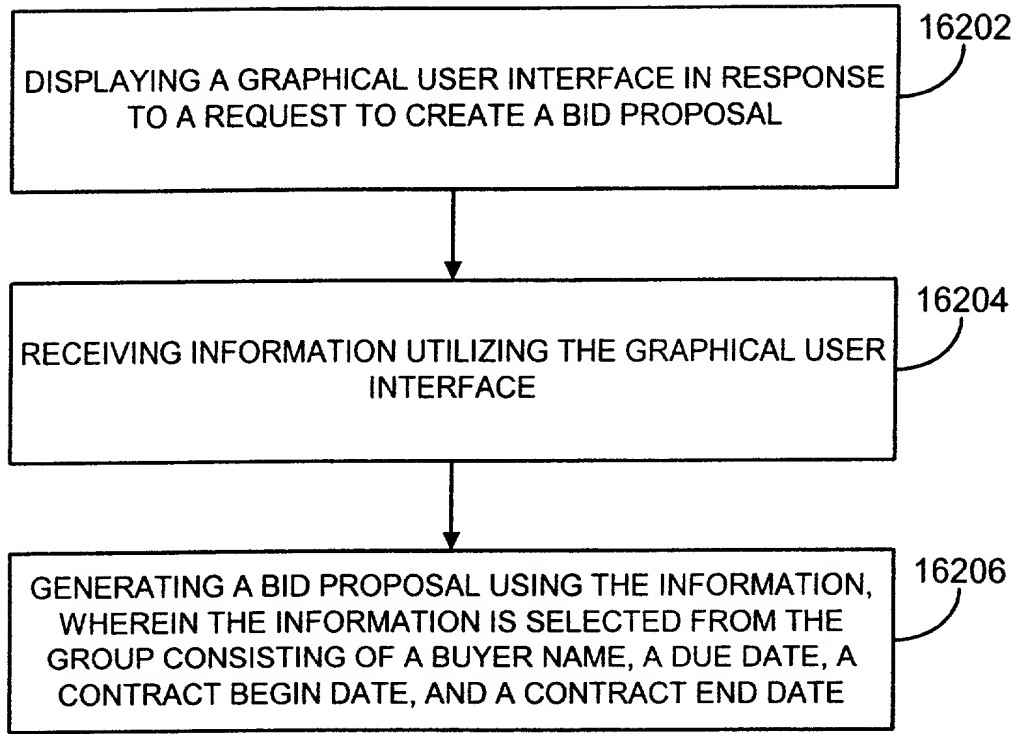 16202
DISPLAYING A GRAPHICAL USER INTERFACE IN RESPONSE
TO A REQUEST TO CREATE A BID PROPOSAL
16204
RECEIVING INFORMATION UTILIZING THE GRAPHICAL USER
INTERFACE
16206
GENERATING A BID PROPOSAL USING THE INFORMATION,
WHEREIN THE INFORMATION IS SELECTED FROM THE
GROUP CONSISTING OF A BUYER NAME, A DUE DATE, A
CONTRACT BEGIN DATE, AND A CONTRACT END DATE